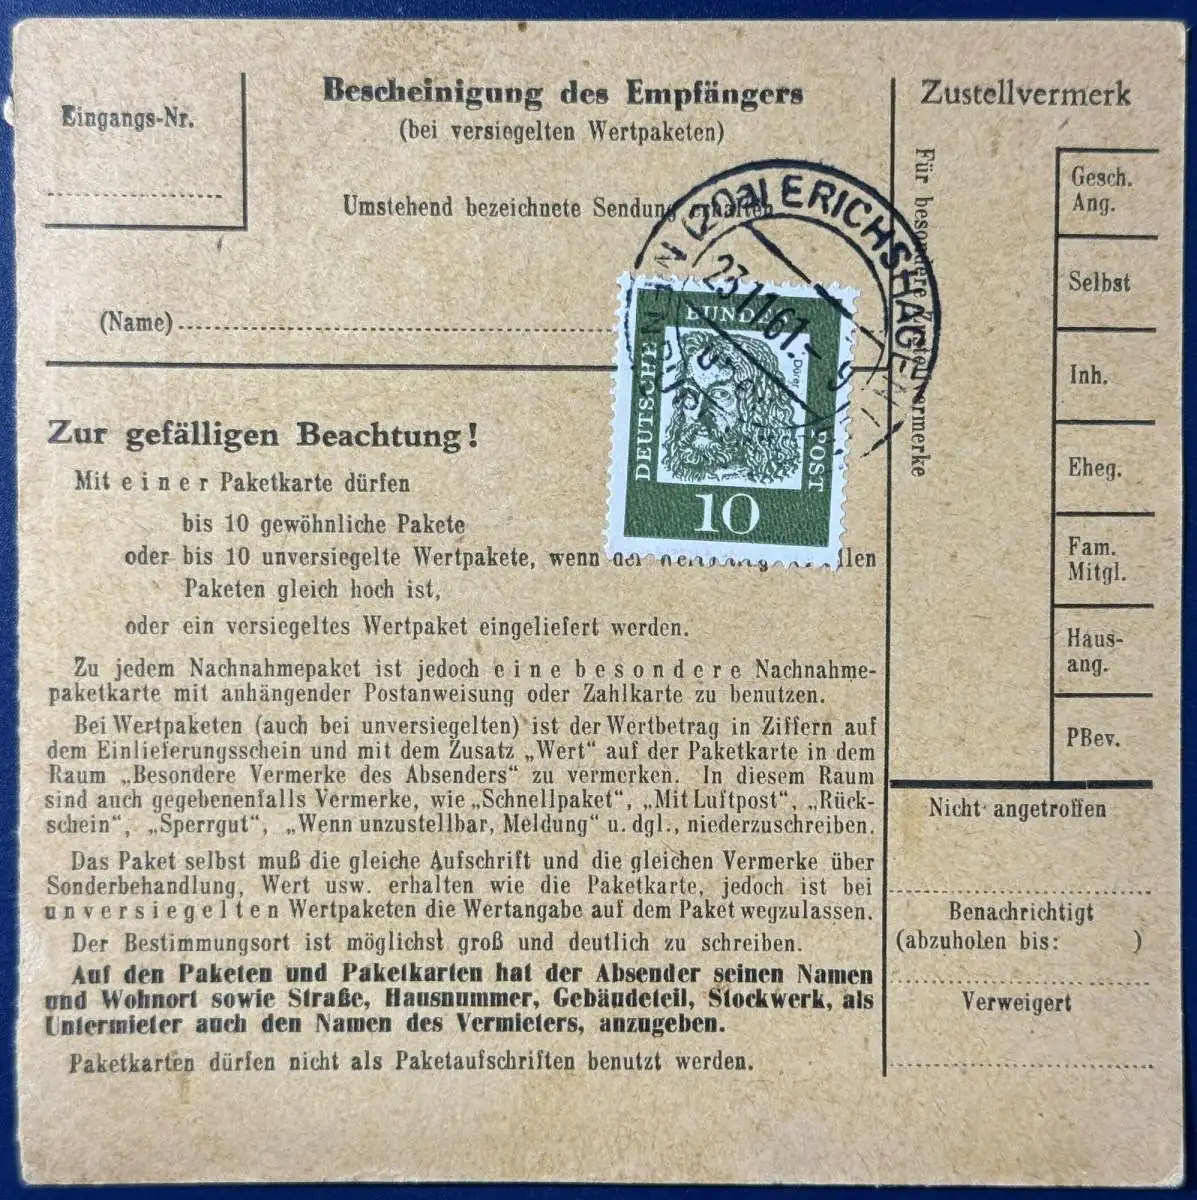 Eingangs-Nr.
Bescheinigung des Empfängers
(bei versiegelten Wertpaketen)
Umstehend bezeichnete Sendung erhalten
(Name)
(20a) ERICHSHAGEN
23.11.61.-9
DEUTSCHE BUNDESPOST
Dürer
10
Zur gefälligen Beachtung!
Mit einer Paketkarte dürfen
bis 10 gewöhnliche Pakete
oder bis 10 unversiegelte Wertpakete, wenn der Wertbetrag bei allen
Paketen gleich hoch ist,
oder ein versiegeltes Wertpaket eingeliefert werden.
Zu jedem Nachnahmepaket ist jedoch eine besondere Nachnahme-
paketkarte mit anhängender Postanweisung oder Zahlkarte zu benutzen.
Bei Wertpaketen (auch bei unversiegelten) ist der Wertbetrag in Ziffern auf
dem Einlieferungsschein und mit dem Zusatz „Wert“ auf der Paketkarte in dem
Raum „Besondere Vermerke des Absenders“ zu vermerken. In diesem Raum
sind auch gegebenenfalls Vermerke, wie „Schnellpaket“, „Mit Luftpost“, „Rück-
schein“, „Sperrgut“, „Wenn unzustellbar, Meldung“ u. dgl., niederzuschreiben.
Das Paket selbst muß die gleiche Aufschrift und die gleichen Vermerke über
Sonderbehandlung, Wert usw. erhalten wie die Paketkarte, jedoch ist bei
unversiegelten Wertpaketen die Wertangabe auf dem Paket wegzulassen.
Der Bestimmungsort ist möglichst groß und deutlich zu schreiben.
Auf den Paketen und Paketkarten hat der Absender seinen Namen
und Wohnort sowie Straße, Hausnummer, Gebäudeteil, Stockwerk, als
Untermieter auch den Namen des Vermieters, anzugeben.
Paketkarten dürfen nicht als Paketaufschriften benutzt werden.
Zustellvermerk
Für besondere Zustellvermerke
Gesch.
Ang.
Selbst
Inh.
Eheg.
Fam.
Mitgl.
Haus-
ang.
PBev.
Nicht angetroffen
Benachrichtigt
(abzuholen bis: )
Verweigert